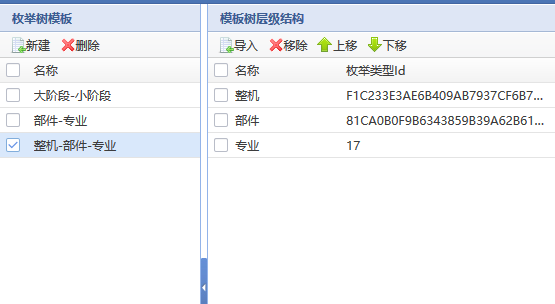 枚举树模板
新建 删除
名称
大阶段-小阶段
部件-专业
整机-部件-专业
模板树层级结构
导入 移除 上移 下移
名称 枚举类型Id
整机 F1C233E3AE6B409AB7937CF6B7...
部件 81CA0B0F9B6343859B39A62B61...
专业 17